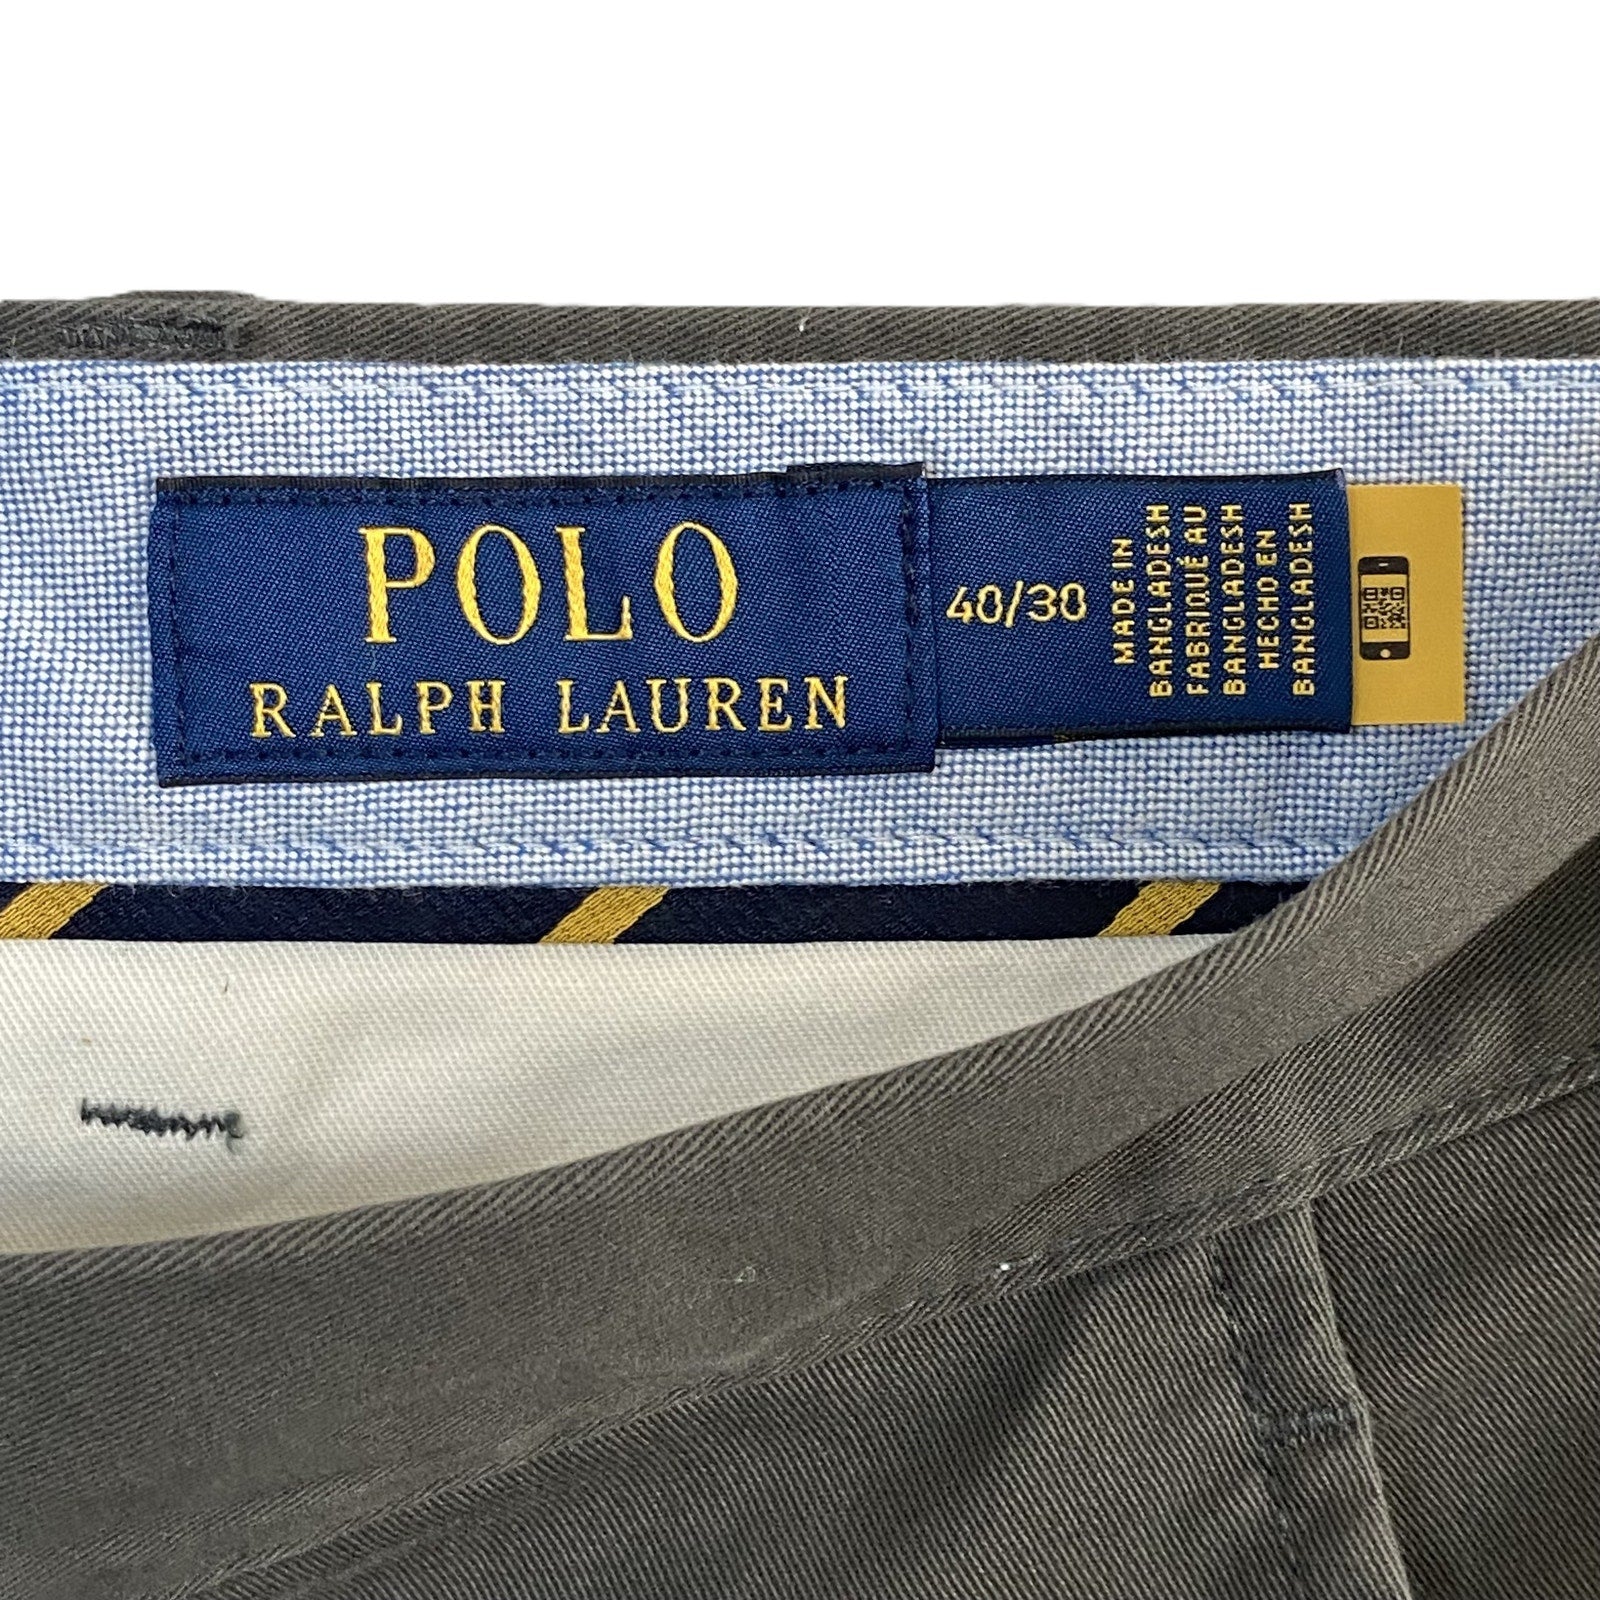 POLO
RALPH LAUREN
40/30
MADE IN
BANGLADESH
FABRIQUÉ AU
BANGLADESH
HECHO EN
BANGLADESH